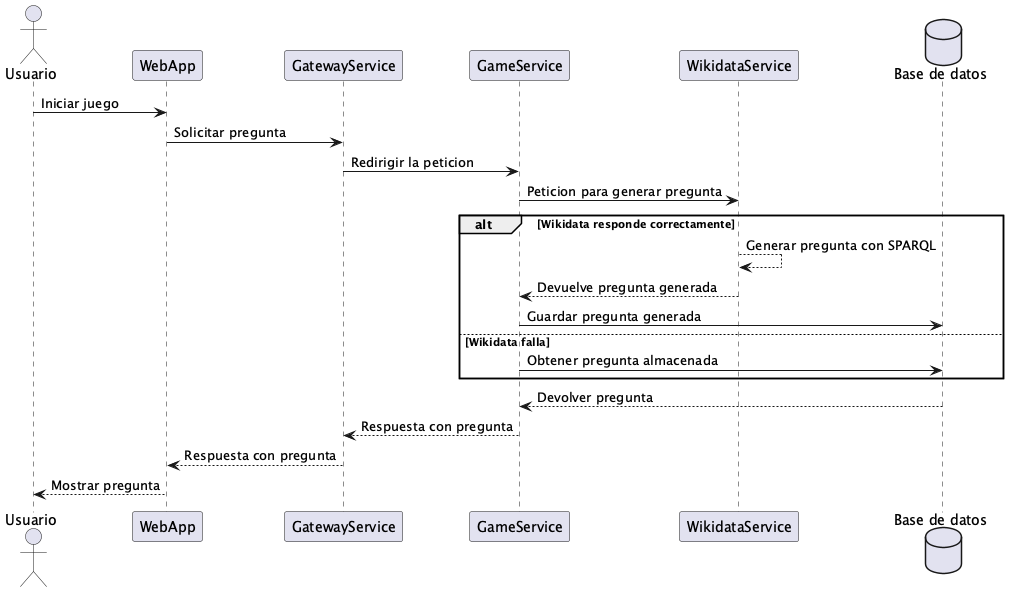 Usuario
WebApp
GatewayService
GameService
WikidataService
Base de datos
Iniciar juego
Solicitar pregunta
Redirigir la peticion
Peticion para generar pregunta
alt
[Wikidata responde correctamente]
Generar pregunta con SPARQL
Devuelve pregunta generada
Guardar pregunta generada
[Wikidata falla]
Obtener pregunta almacenada
Devolver pregunta
Respuesta con pregunta
Respuesta con pregunta
Mostrar pregunta
Usuario
WebApp
GatewayService
GameService
WikidataService
Base de datos